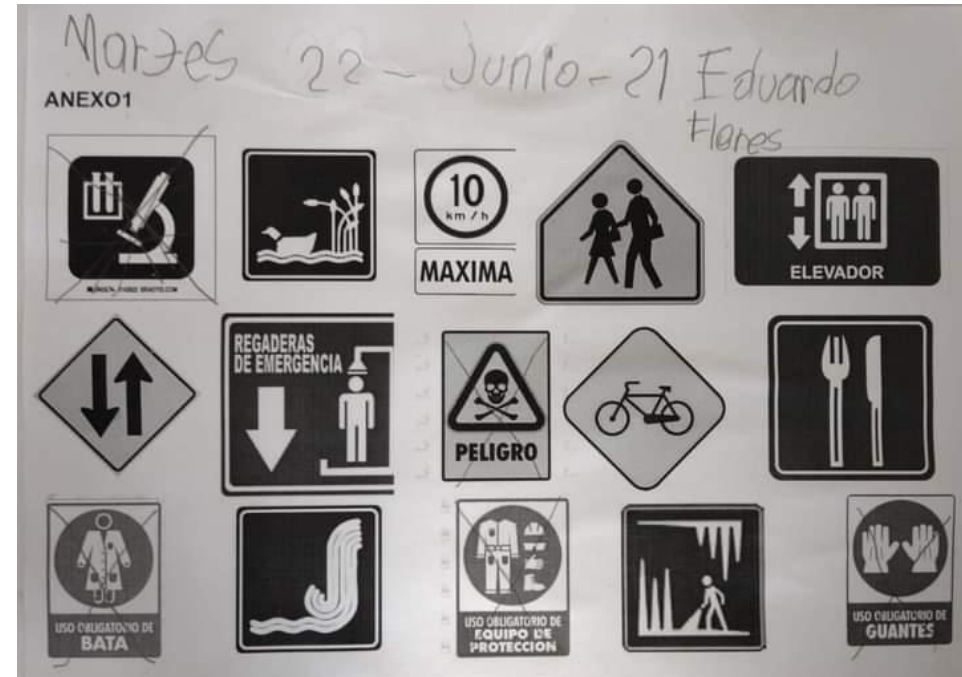 Martes 22 - Junio - 21 Eduardo
Flores
ANEXO1
10
km / h
MAXIMA
ELEVADOR
REGADERAS
DE EMERGENCIA
PELIGRO
USO OBLIGATORIO DE
BATA
USO OBLIGATORIO DE
EQUIPO DE
PROTECCION
USO OBLIGATORIO DE
GUANTES